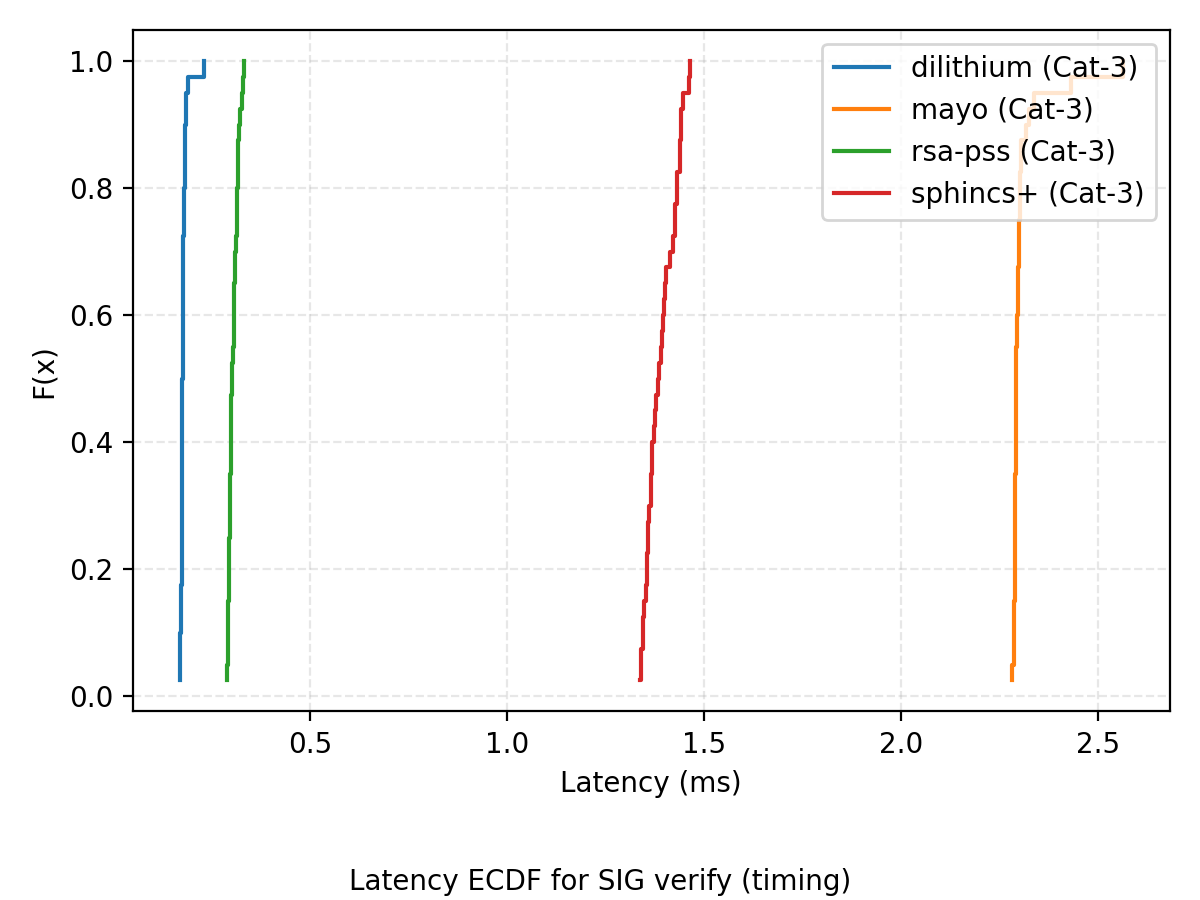 1.0
0.8
0.6
0.4
0.2
0.0
F(x)
dilithium (Cat-3)
mayo (Cat-3)
rsa-pss (Cat-3)
sphincs+ (Cat-3)
0.5 1.0 1.5 2.0 2.5
Latency (ms)
Latency ECDF for SIG verify (timing)